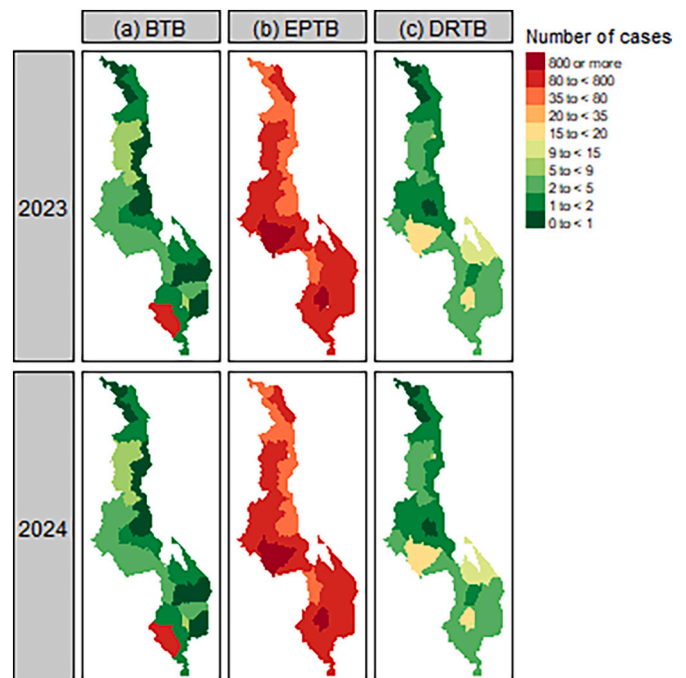 (a) BTB
(b) EPTB
(c) DRTB
Number of cases
800 or more
80 to < 800
35 to < 80
20 to < 35
15 to < 20
9 to < 15
5 to < 9
2 to < 5
1 to < 2
0 to < 1
2023
2024